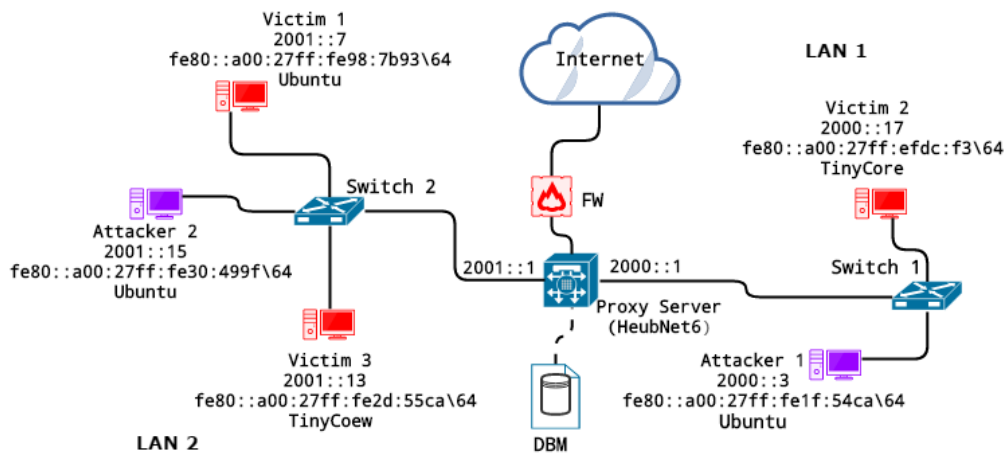 Victim 1
2001::7
fe80::a00:27ff:fe98:7b93\64
Ubuntu
Internet
LAN 1
Victim 2
2000::17
fe80::a00:27ff:efdc:f3\64
TinyCore
Switch 2
FW
Attacker 2
2001::15
fe80::a00:27ff:fe30:499f\64
Ubuntu
2001::1
2000::1
Switch 1
Proxy Server
(HeubNet6)
Victim 3
2001::13
fe80::a00:27ff:fe2d:55ca\64
TinyCoew
Attacker 1
2000::3
fe80::a00:27ff:fe1f:54ca\64
Ubuntu
DBM
LAN 2